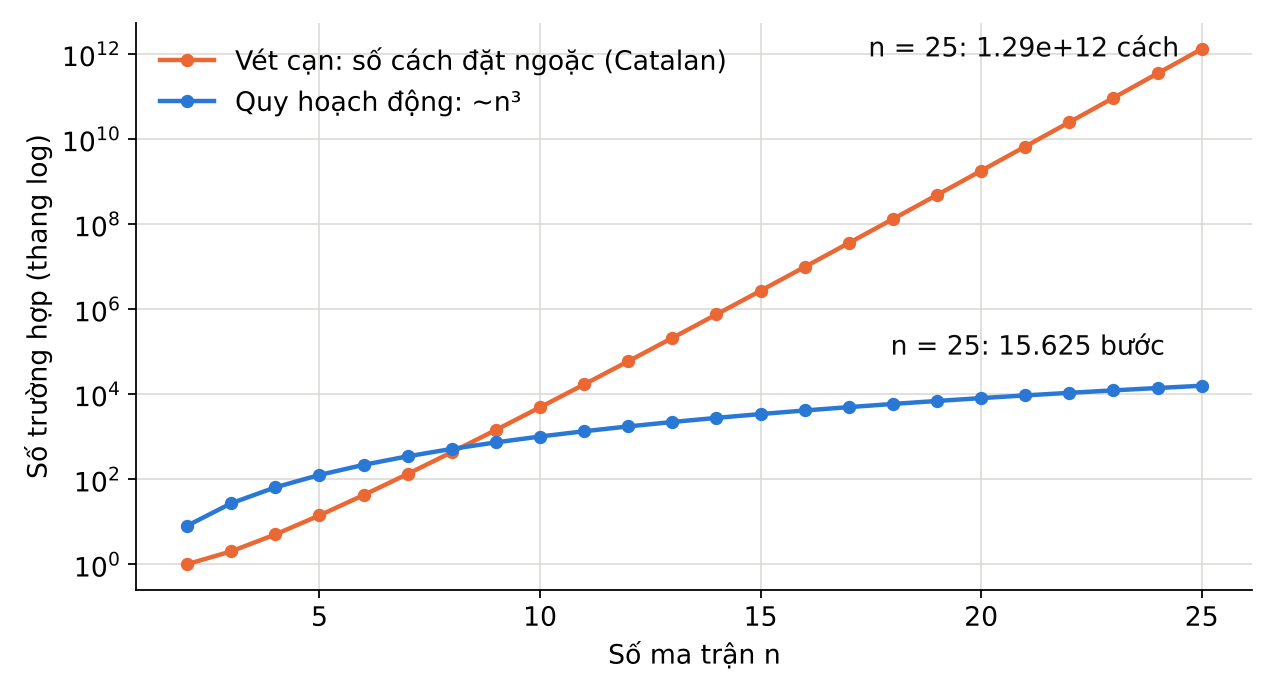 Vét cạn: số cách đặt ngoặc (Catalan)
Quy hoạch động: ~n³
n = 25: 1.29e+12 cách
n = 25: 15.625 bước
Số trường hợp (thang log)
10¹²
10¹⁰
10⁸
10⁶
10⁴
10²
10⁰
5 10 15 20 25
Số ma trận n